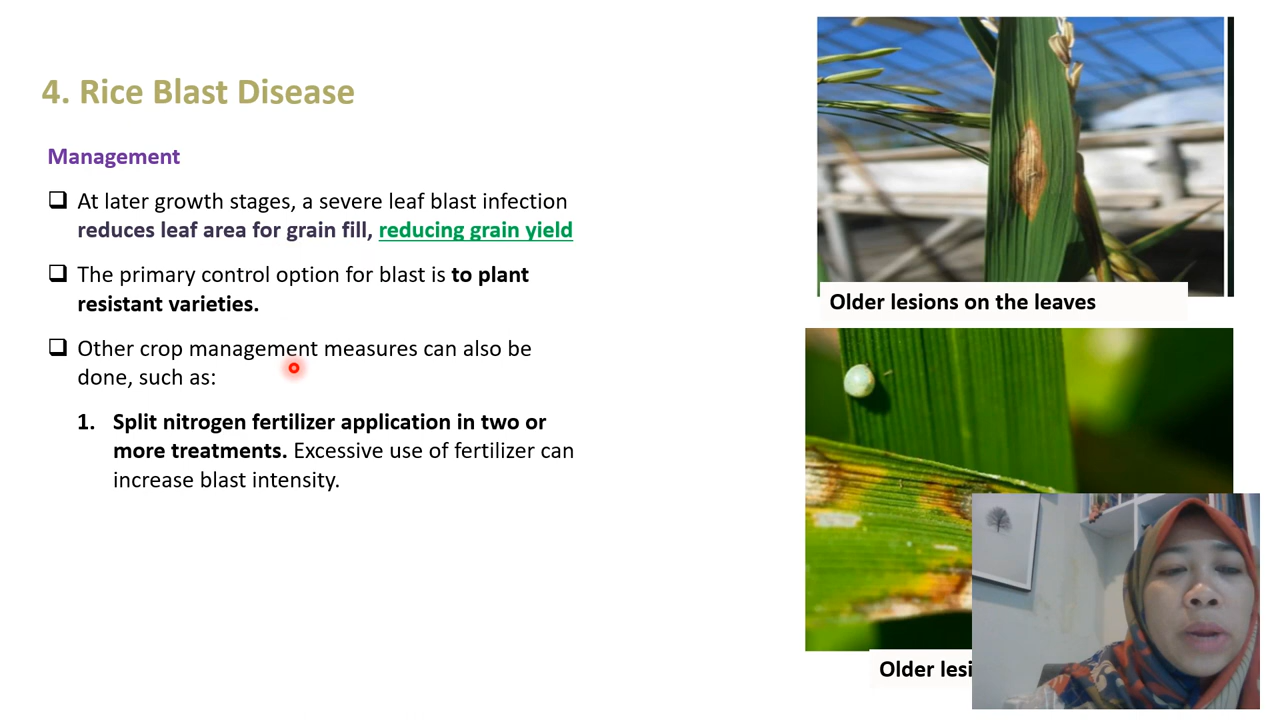 4. Rice Blast Disease
Management
At later growth stages, a severe leaf blast infection
reduces leaf area for grain fill, reducing grain yield
The primary control option for blast is to plant
resistant varieties.
Other crop management measures can also be
done, such as:
1. Split nitrogen fertilizer application in two or
more treatments. Excessive use of fertilizer can
increase blast intensity.
Older lesions on the leaves
Older